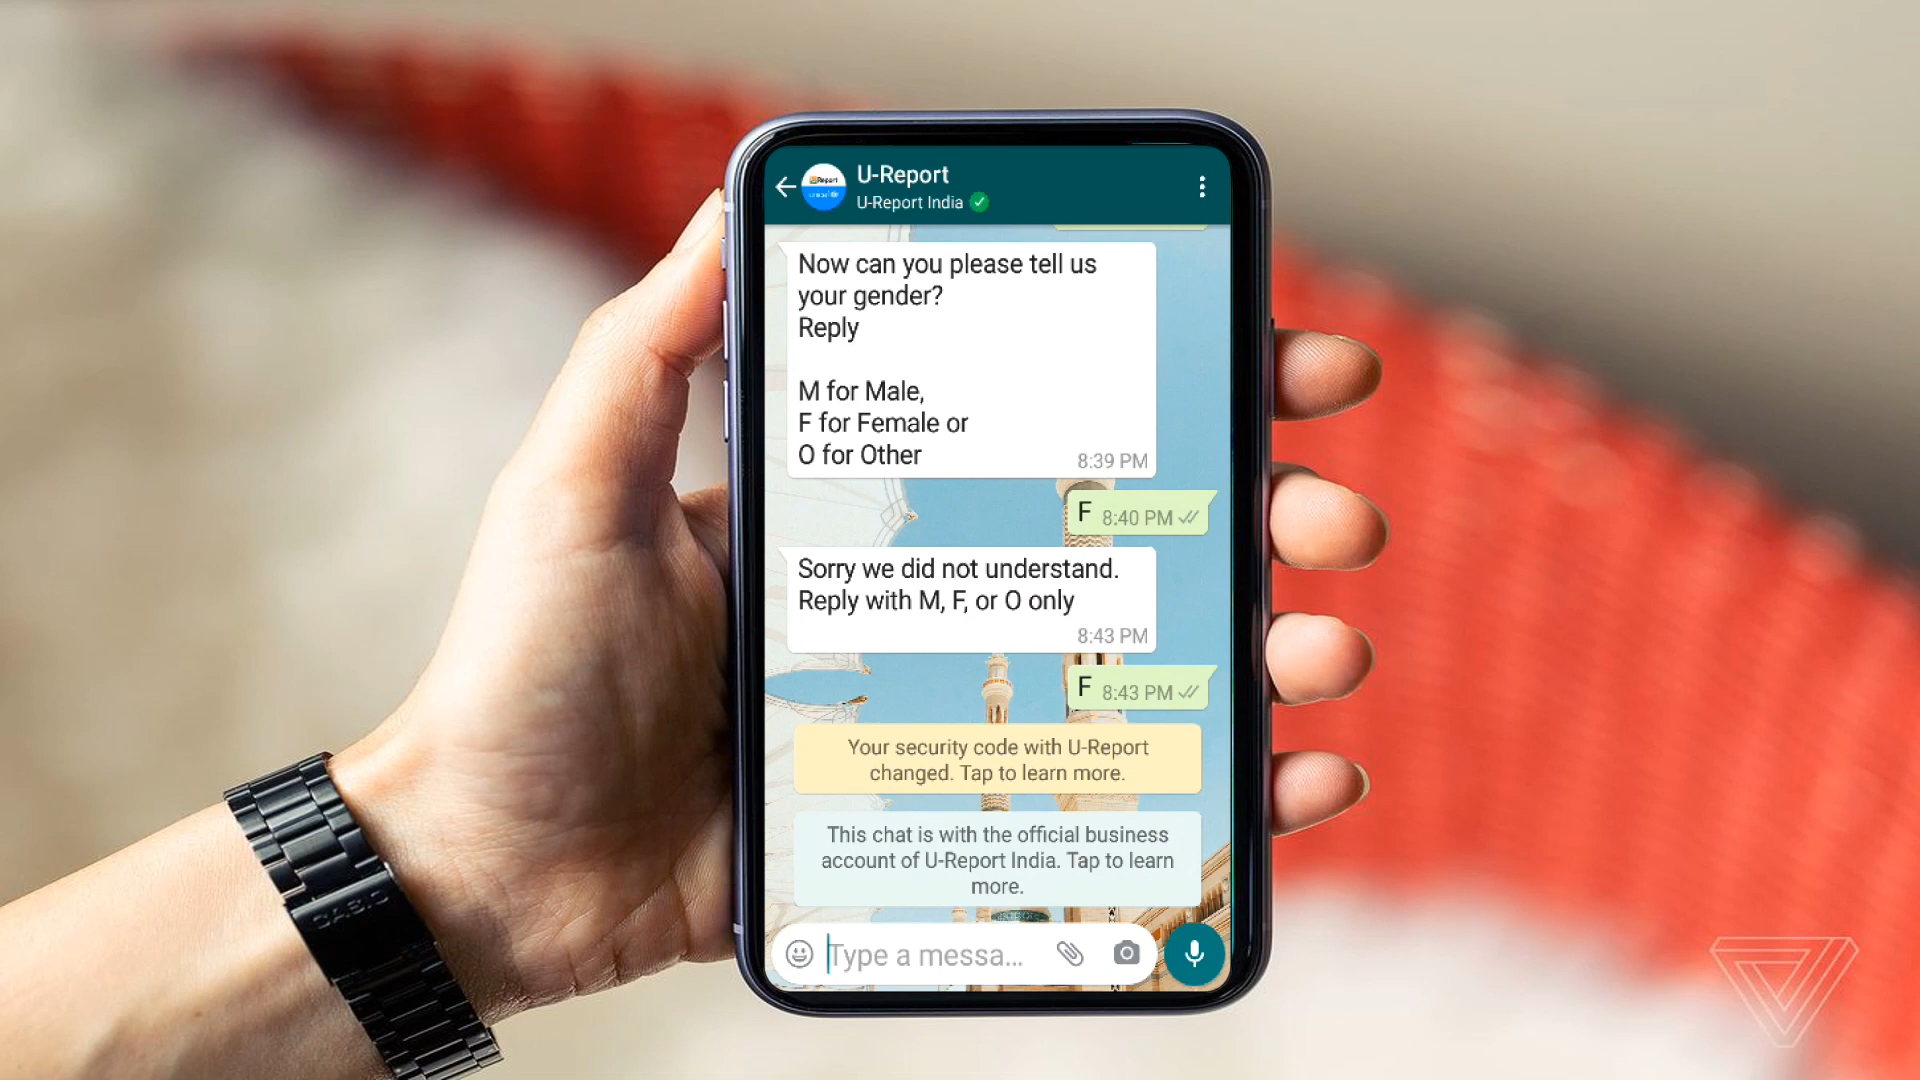 U-Report
U-Report India
Report
unicef
Now can you please tell us
your gender?
Reply
M for Male,
F for Female or
O for Other
8:39 PM
F 8:40 PM
Sorry we did not understand.
Reply with M, F, or O only
8:43 PM
F 8:43 PM
Your security code with U-Report
changed. Tap to learn more.
This chat is with the official business
account of U-Report India. Tap to learn
more.
Type a messa...